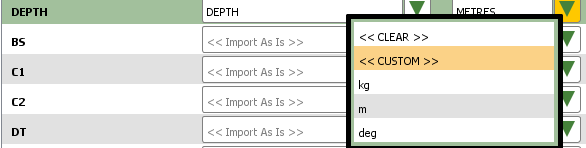 DEPTH DEPTH METRES
<< CLEAR >>
BS << Import As Is >>
<< CUSTOM >>
C1 << Import As Is >>
kg
C2 << Import As Is >>
m
DT << Import As Is >>
deg